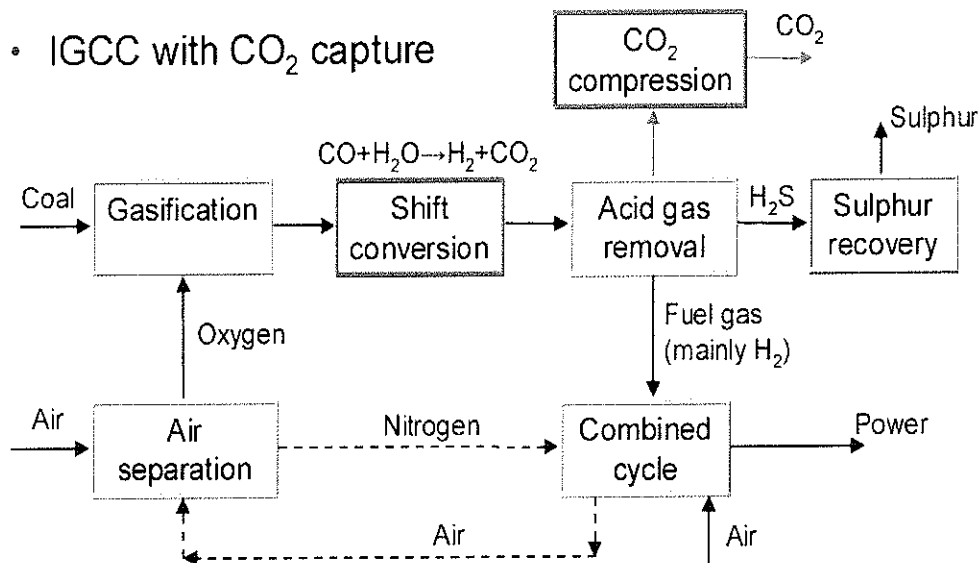 • IGCC with CO₂ capture
CO₂
compression
CO₂
Sulphur
CO+H₂O→H₂+CO₂
Coal
Gasification
Shift
conversion
Acid gas
removal
H₂S
Sulphur
recovery
Oxygen
Fuel gas
(mainly H₂)
Air
Air
separation
Nitrogen
Combined
cycle
Power
Air
Air